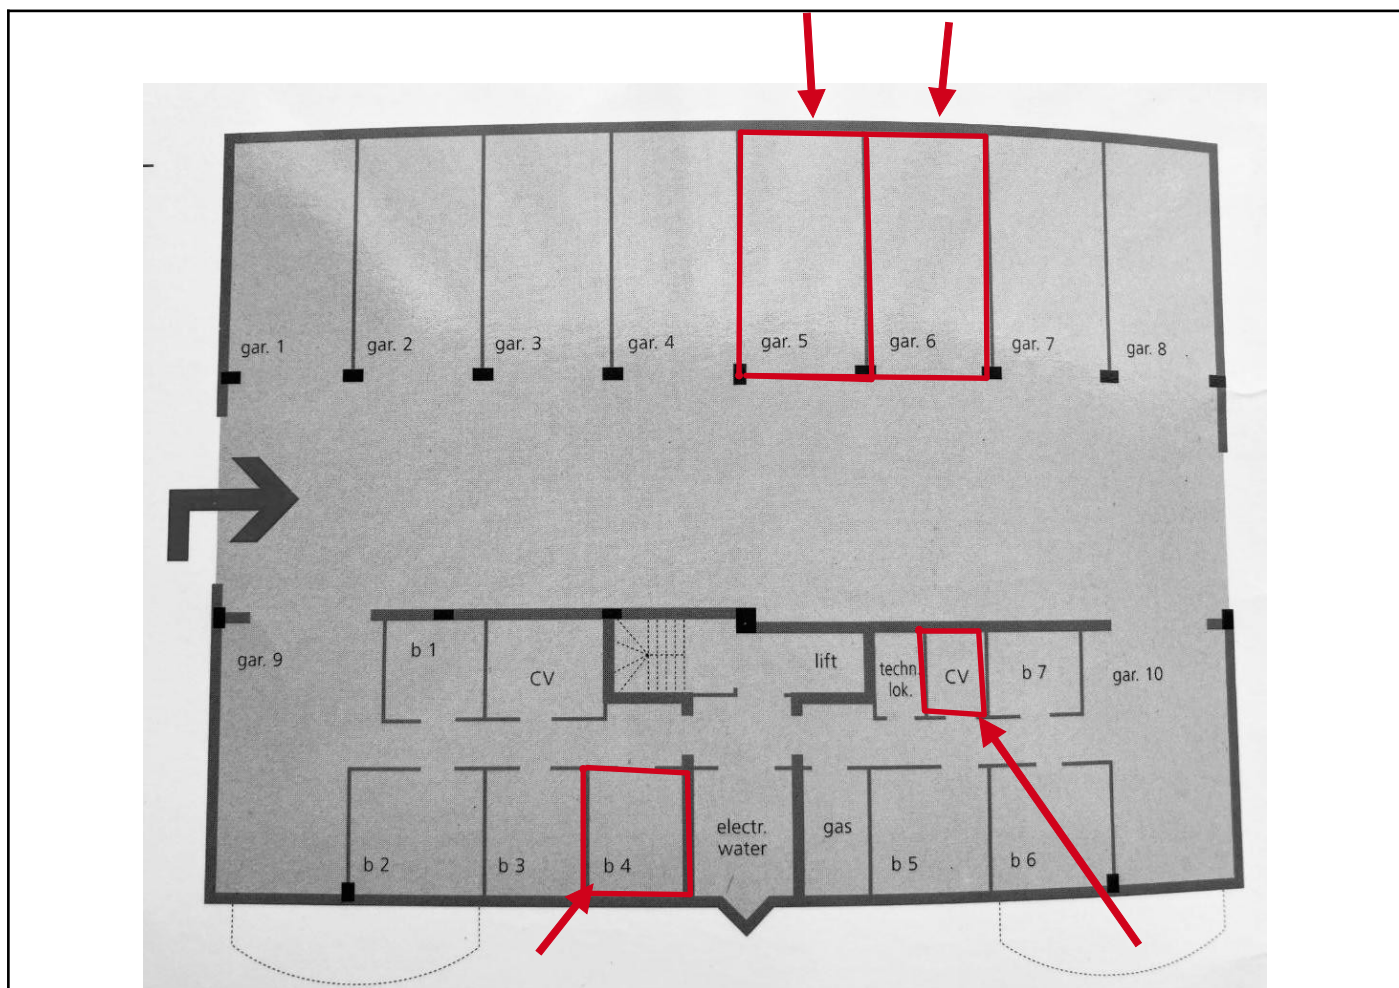 gar. 1
gar. 2
gar. 3
gar. 4
gar. 5
gar. 6
gar. 7
gar. 8
gar. 9
b 1
CV
lift
techn.
lok.
CV
b 7
gar. 10
b 2
b 3
b 4
electr.
water
gas
b 5
b 6